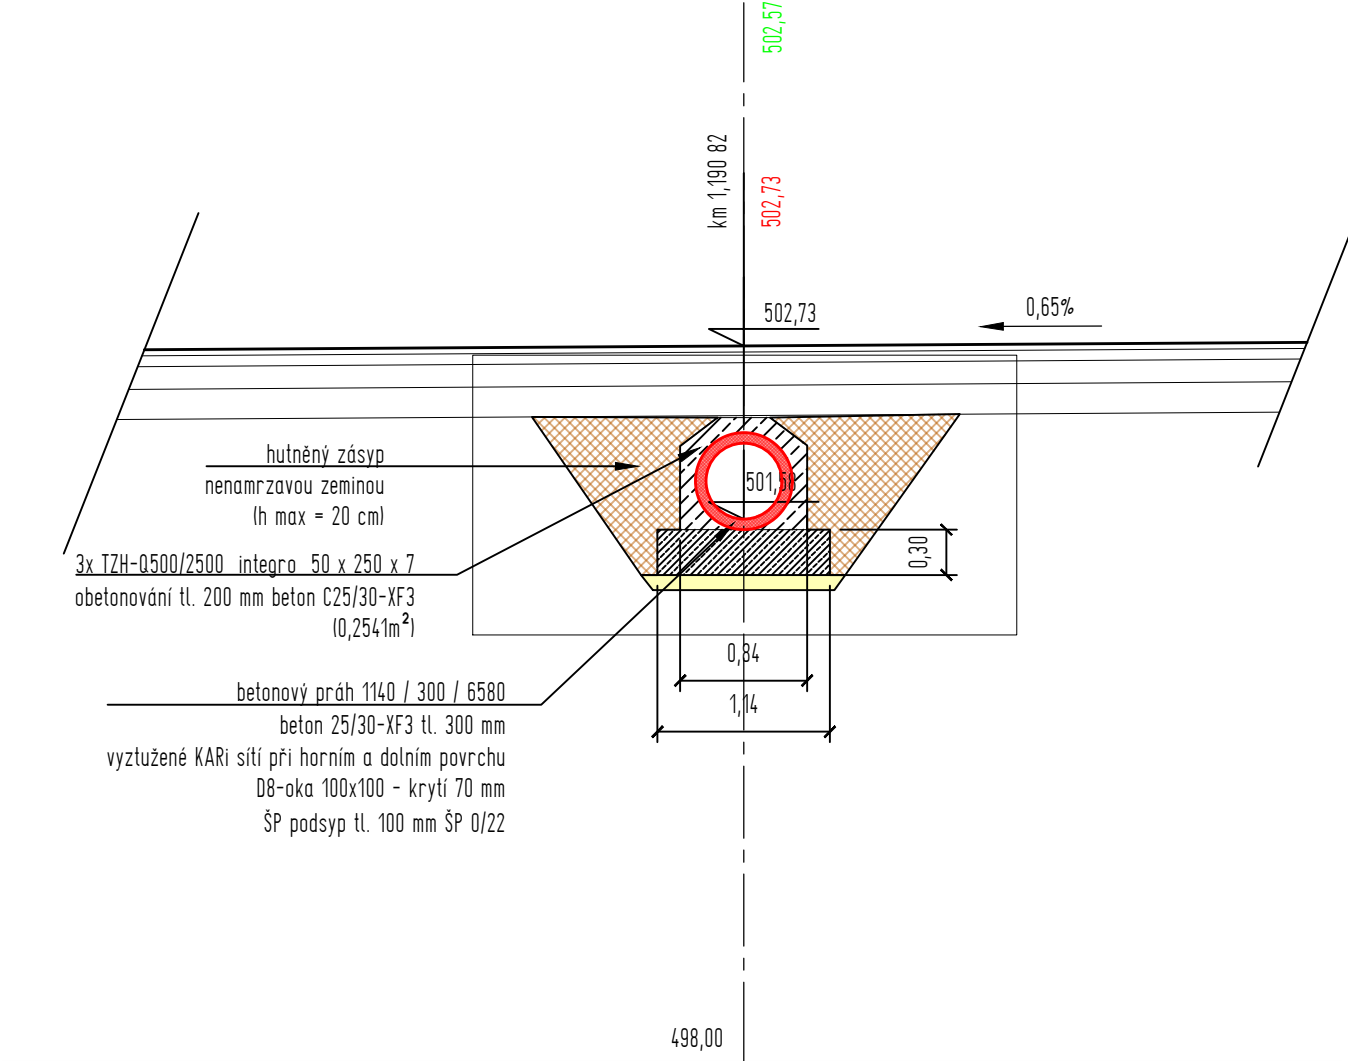 502,57
km 1,190 82
502,73
502,73
0,65%
hutněný zásyp
nenamrzavou zeminou
(h max = 20 cm)
501,58
3x TZH-Q500/2500 integro 50 x 250 x 7
obetonování tl. 200 mm beton C25/30-XF3
(0,2541m²)
0,30
0,84
1,14
betonový práh 1140 / 300 / 6580
beton 25/30-XF3 tl. 300 mm
vyztužené KARi sítí při horním a dolním povrchu
D8-oka 100x100 - krytí 70 mm
ŠP podsyp tl. 100 mm ŠP 0/22
498,00